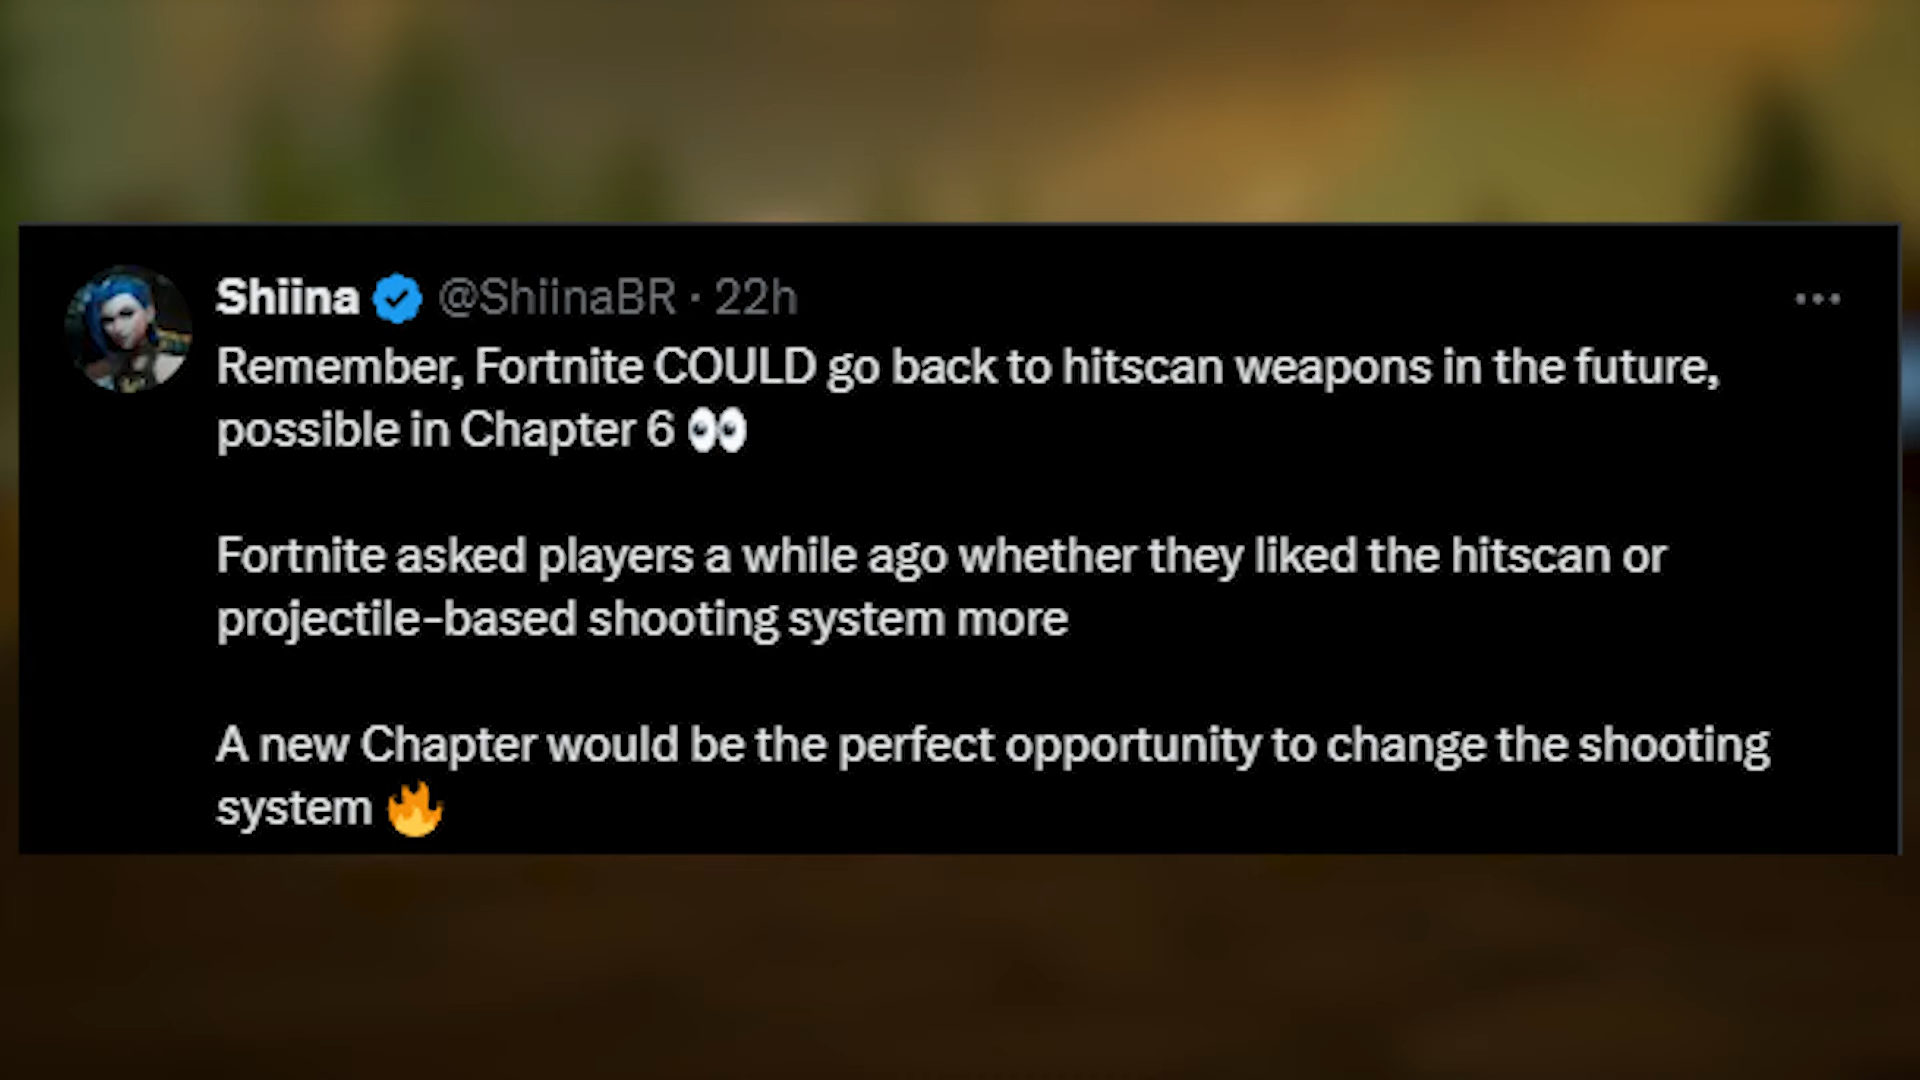 Shiina @ShiinaBR · 22h
Remember, Fortnite COULD go back to hitscan weapons in the future,
possible in Chapter 6 👀
Fortnite asked players a while ago whether they liked the hitscan or
projectile-based shooting system more
A new Chapter would be the perfect opportunity to change the shooting
system 🔥